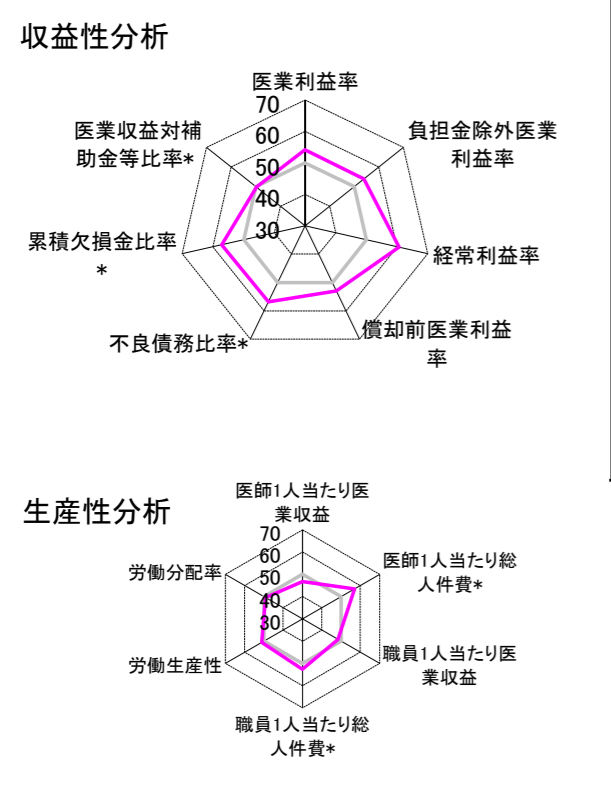 収益性分析
医業利益率
70
60
50
40
30
負担金除外医業
利益率
経常利益率
償却前医業利益
率
不良債務比率*
累積欠損金比率
*
医業収益対補
助金等比率*
生産性分析
医師1人当たり医
業収益
70
60
50
40
30
医師1人当たり総
人件費*
職員1人当たり医
業収益
職員1人当たり総
人件費*
労働生産性
労働分配率